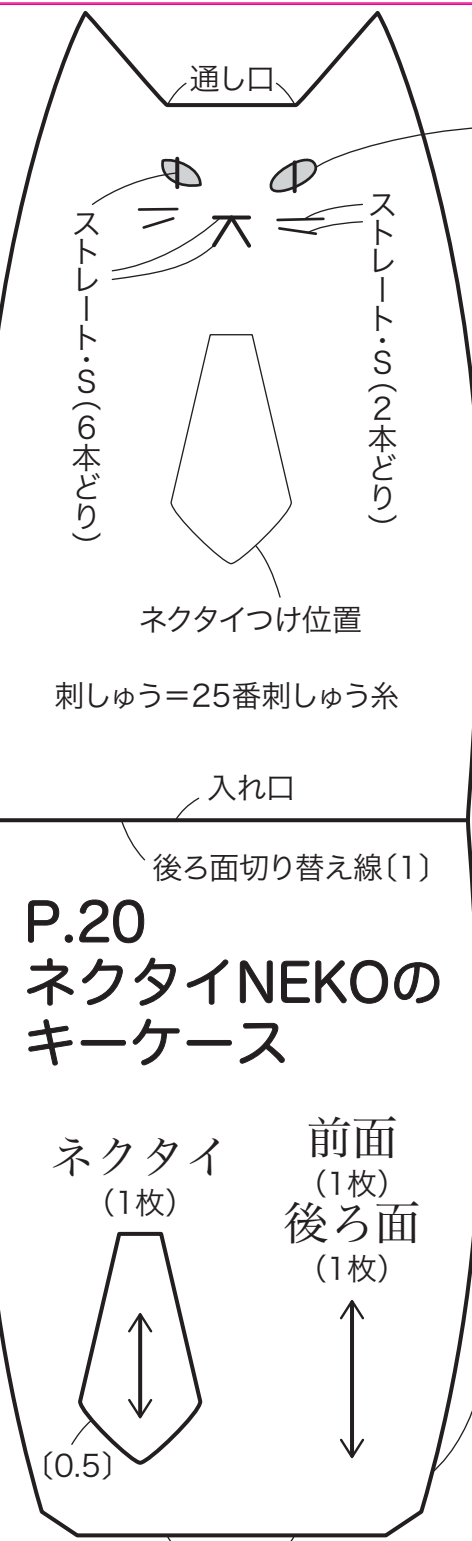 通し口
ストレート・S(6本どり)
ストレート・S(2本どり)
ネクタイつけ位置
刺しゅう=25番刺しゅう糸
入れ口
後ろ面切り替え線〔1〕
P.20
ネクタイNEKOの
キーケース
ネクタイ
(1枚)
前面
(1枚)
後ろ面
(1枚)
〔0.5〕